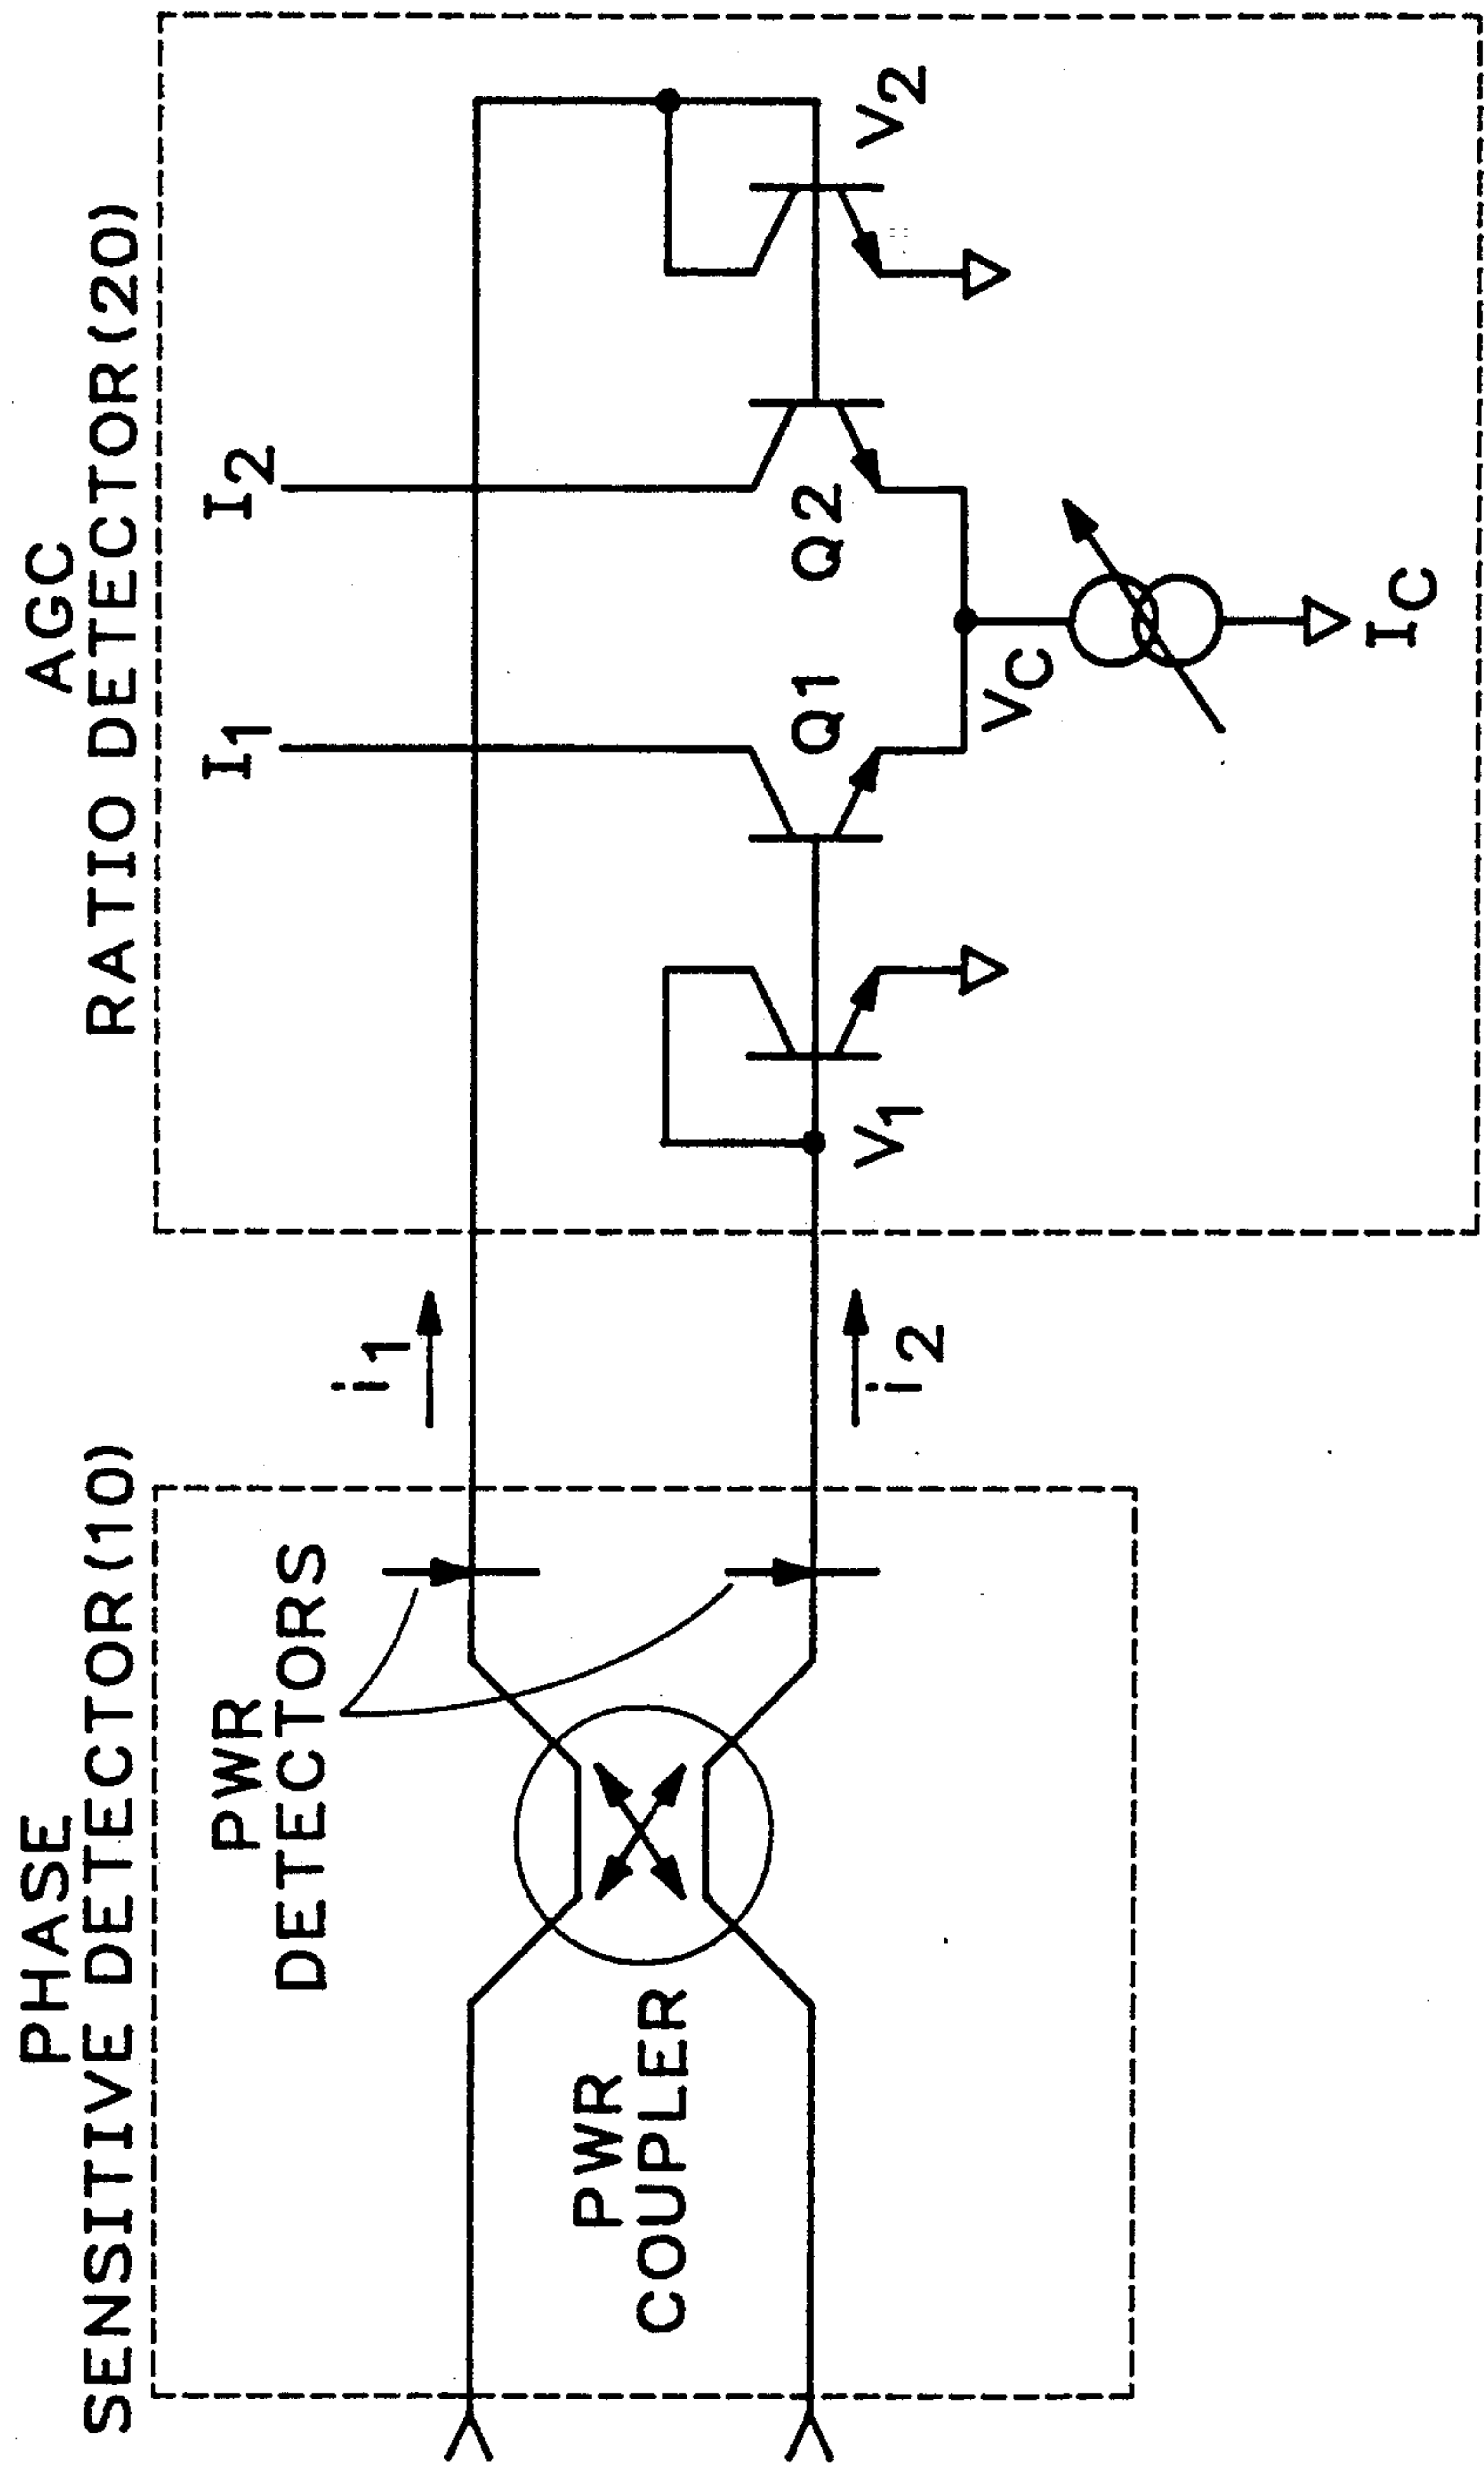 PHASE
SENSITIVE DETECTOR(10)
PWR
DETECTORS
PWR
COUPLER
i1
i2
AGC
RATIO DETECTOR(20)
I1
I2
V1
Q1
Q2
V2
VC
IC